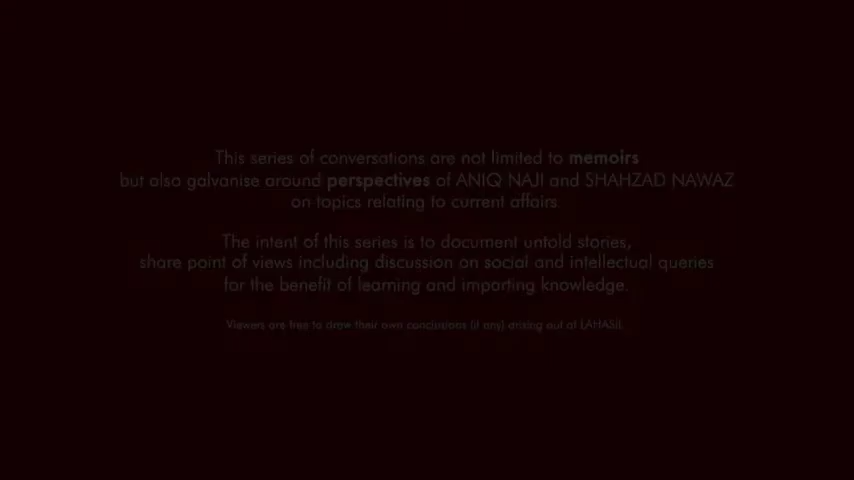 This series of conversations are not limited to memoirs
but also galvanise around perspectives of ANIQ NAJI and SHAHZAD NAWAZ
on topics relating to current affairs.
The intent of this series is to document untold stories,
share point of views including discussion on social and intellectual queries
for the benefit of learning and imparting knowledge.
Viewers are free to draw their own conclusions (if any) arising out of LAHASIL